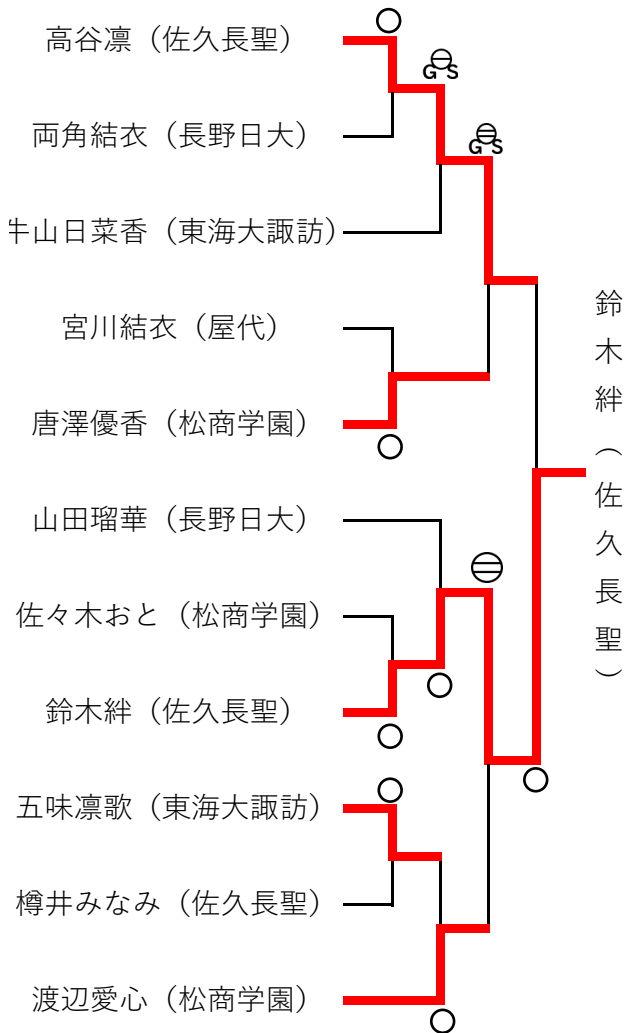 高谷凛（佐久長聖）
GS
両角結衣（長野日大）
GS
牛山日菜香（東海大諏訪）
宮川結衣（屋代）
唐澤優香（松商学園）
鈴木絆（佐久長聖）
山田瑠華（長野日大）
佐々木おと（松商学園）
鈴木絆（佐久長聖）
五味凛歌（東海大諏訪）
樽井みなみ（佐久長聖）
渡辺愛心（松商学園）